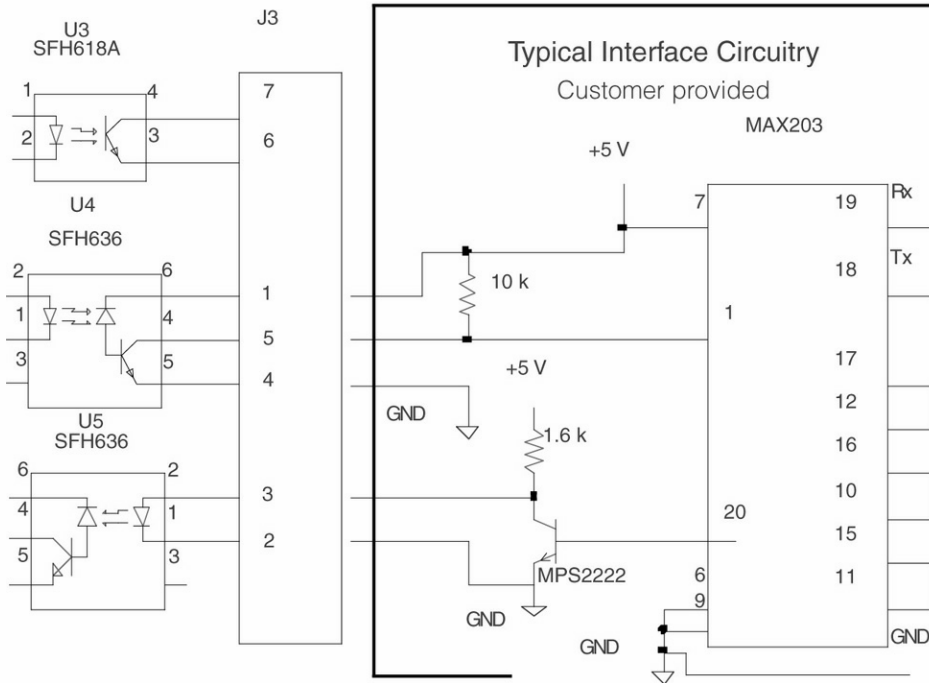 U3
SFH618A
1
4
2
3
U4
SFH636
2
6
1
4
3
5
U5
SFH636
6
2
4
1
5
3
J3
7
6
1
5
4
3
2
Typical Interface Circuitry
Customer provided
MAX203
+5 V
10 k
GND
+5 V
1.6 k
MPS2222
GND
GND
7
1
20
6
9
19
18
17
12
16
10
15
11
Rx
Tx
GND